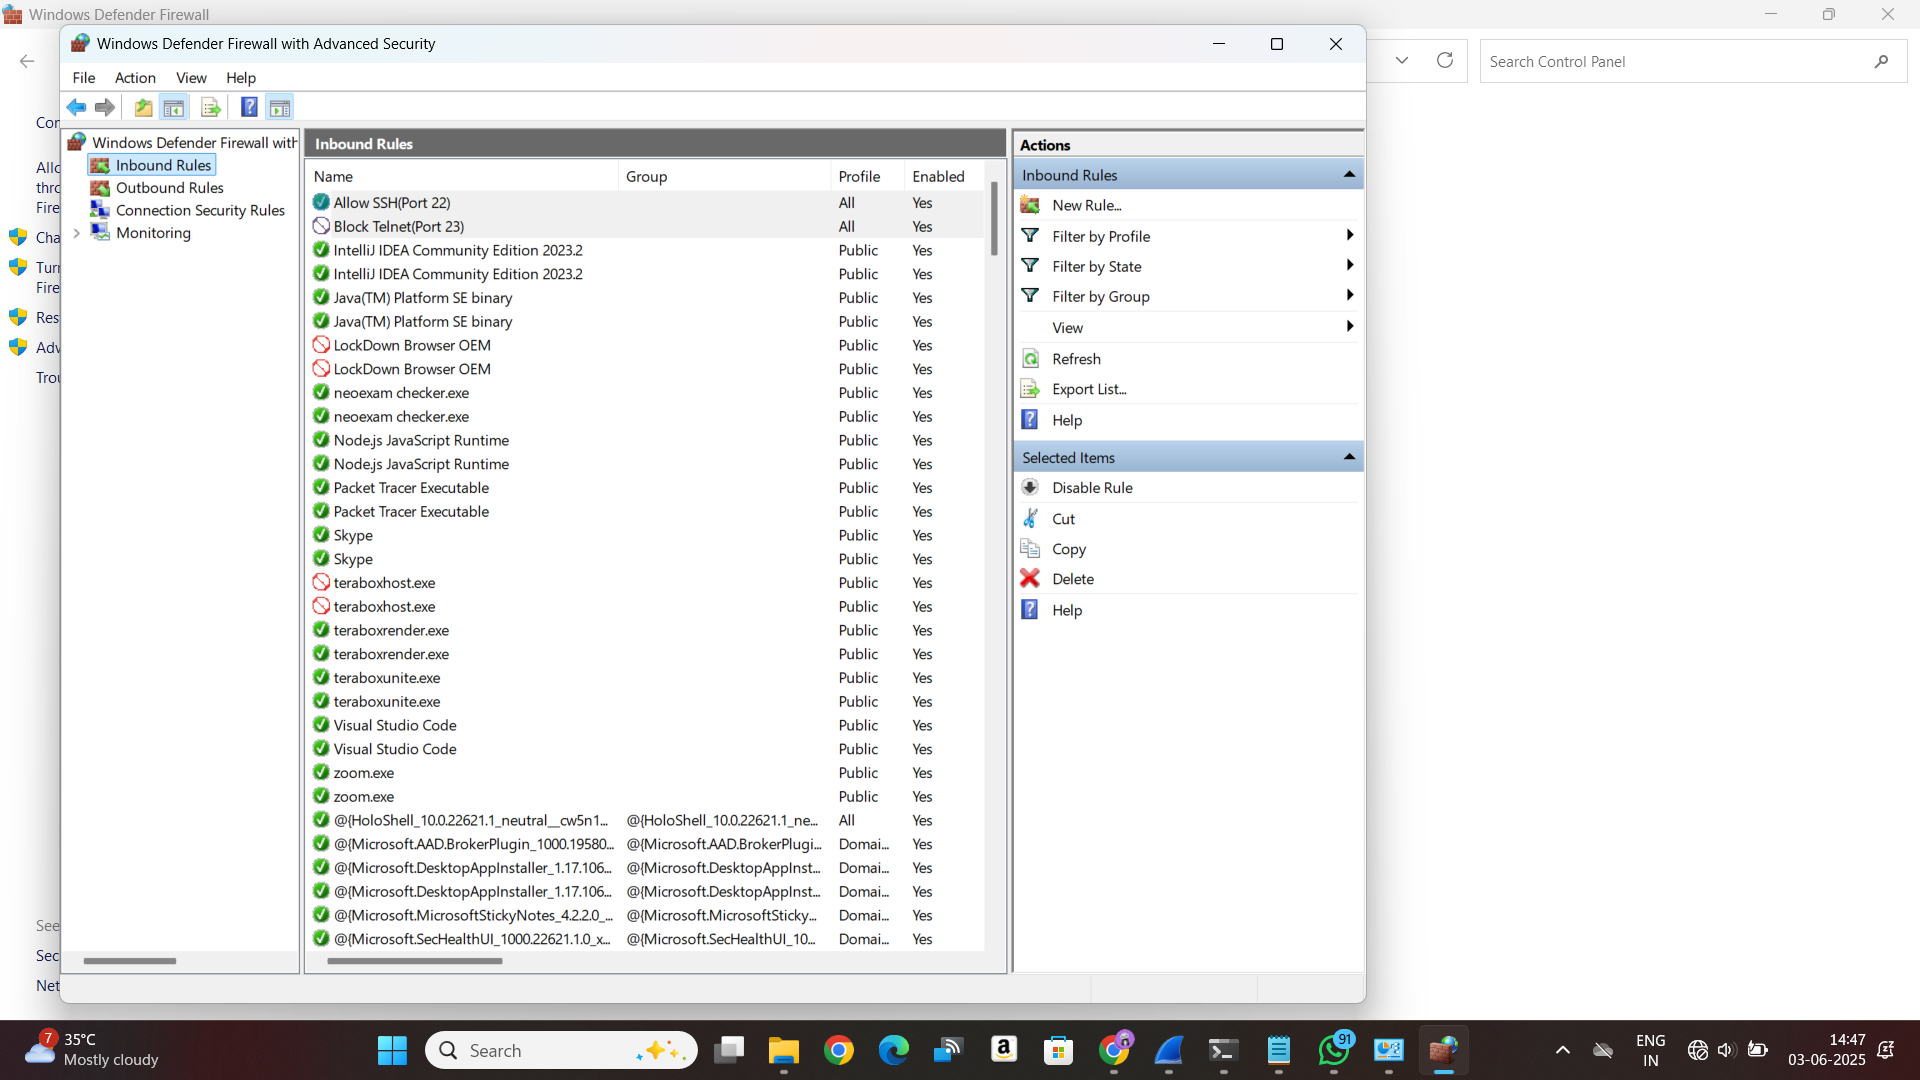 Windows Defender Firewall
Windows Defender Firewall with Advanced Security
Search Control Panel
File Action View Help
Windows Defender Firewall with
Inbound Rules
Outbound Rules
Connection Security Rules
Monitoring
Inbound Rules
Name Group Profile Enabled
Allow SSH(Port 22) All Yes
Block Telnet(Port 23) All Yes
IntelliJ IDEA Community Edition 2023.2 Public Yes
IntelliJ IDEA Community Edition 2023.2 Public Yes
Java(TM) Platform SE binary Public Yes
Java(TM) Platform SE binary Public Yes
LockDown Browser OEM Public Yes
LockDown Browser OEM Public Yes
neoexam checker.exe Public Yes
neoexam checker.exe Public Yes
Node.js JavaScript Runtime Public Yes
Node.js JavaScript Runtime Public Yes
Packet Tracer Executable Public Yes
Packet Tracer Executable Public Yes
Skype Public Yes
Skype Public Yes
teraboxhost.exe Public Yes
teraboxhost.exe Public Yes
teraboxrender.exe Public Yes
teraboxrender.exe Public Yes
teraboxunite.exe Public Yes
teraboxunite.exe Public Yes
Visual Studio Code Public Yes
Visual Studio Code Public Yes
zoom.exe Public Yes
zoom.exe Public Yes
@{HoloShell_10.0.22621.1_neutral__cw5n1... @{HoloShell_10.0.22621.1_ne... All Yes
@{Microsoft.AAD.BrokerPlugin_1000.19580... @{Microsoft.AAD.BrokerPlugi... Domai... Yes
@{Microsoft.DesktopAppInstaller_1.17.106... @{Microsoft.DesktopAppInst... Domai... Yes
@{Microsoft.DesktopAppInstaller_1.17.106... @{Microsoft.DesktopAppInst... Domai... Yes
@{Microsoft.MicrosoftStickyNotes_4.2.2.0_... @{Microsoft.MicrosoftSticky... Domai... Yes
@{Microsoft.SecHealthUI_1000.22621.1.0_x... @{Microsoft.SecHealthUI_10... Domai... Yes
Actions
Inbound Rules
New Rule...
Filter by Profile
Filter by State
Filter by Group
View
Refresh
Export List...
Help
Selected Items
Disable Rule
Cut
Copy
Delete
Help
Con
Allo
thro
Fire
Cha
Turn
Fire
Res
Adv
Trou
See
Sec
Net
7
35°C
Mostly cloudy
Search
a
91
ENG
IN
14:47
03-06-2025